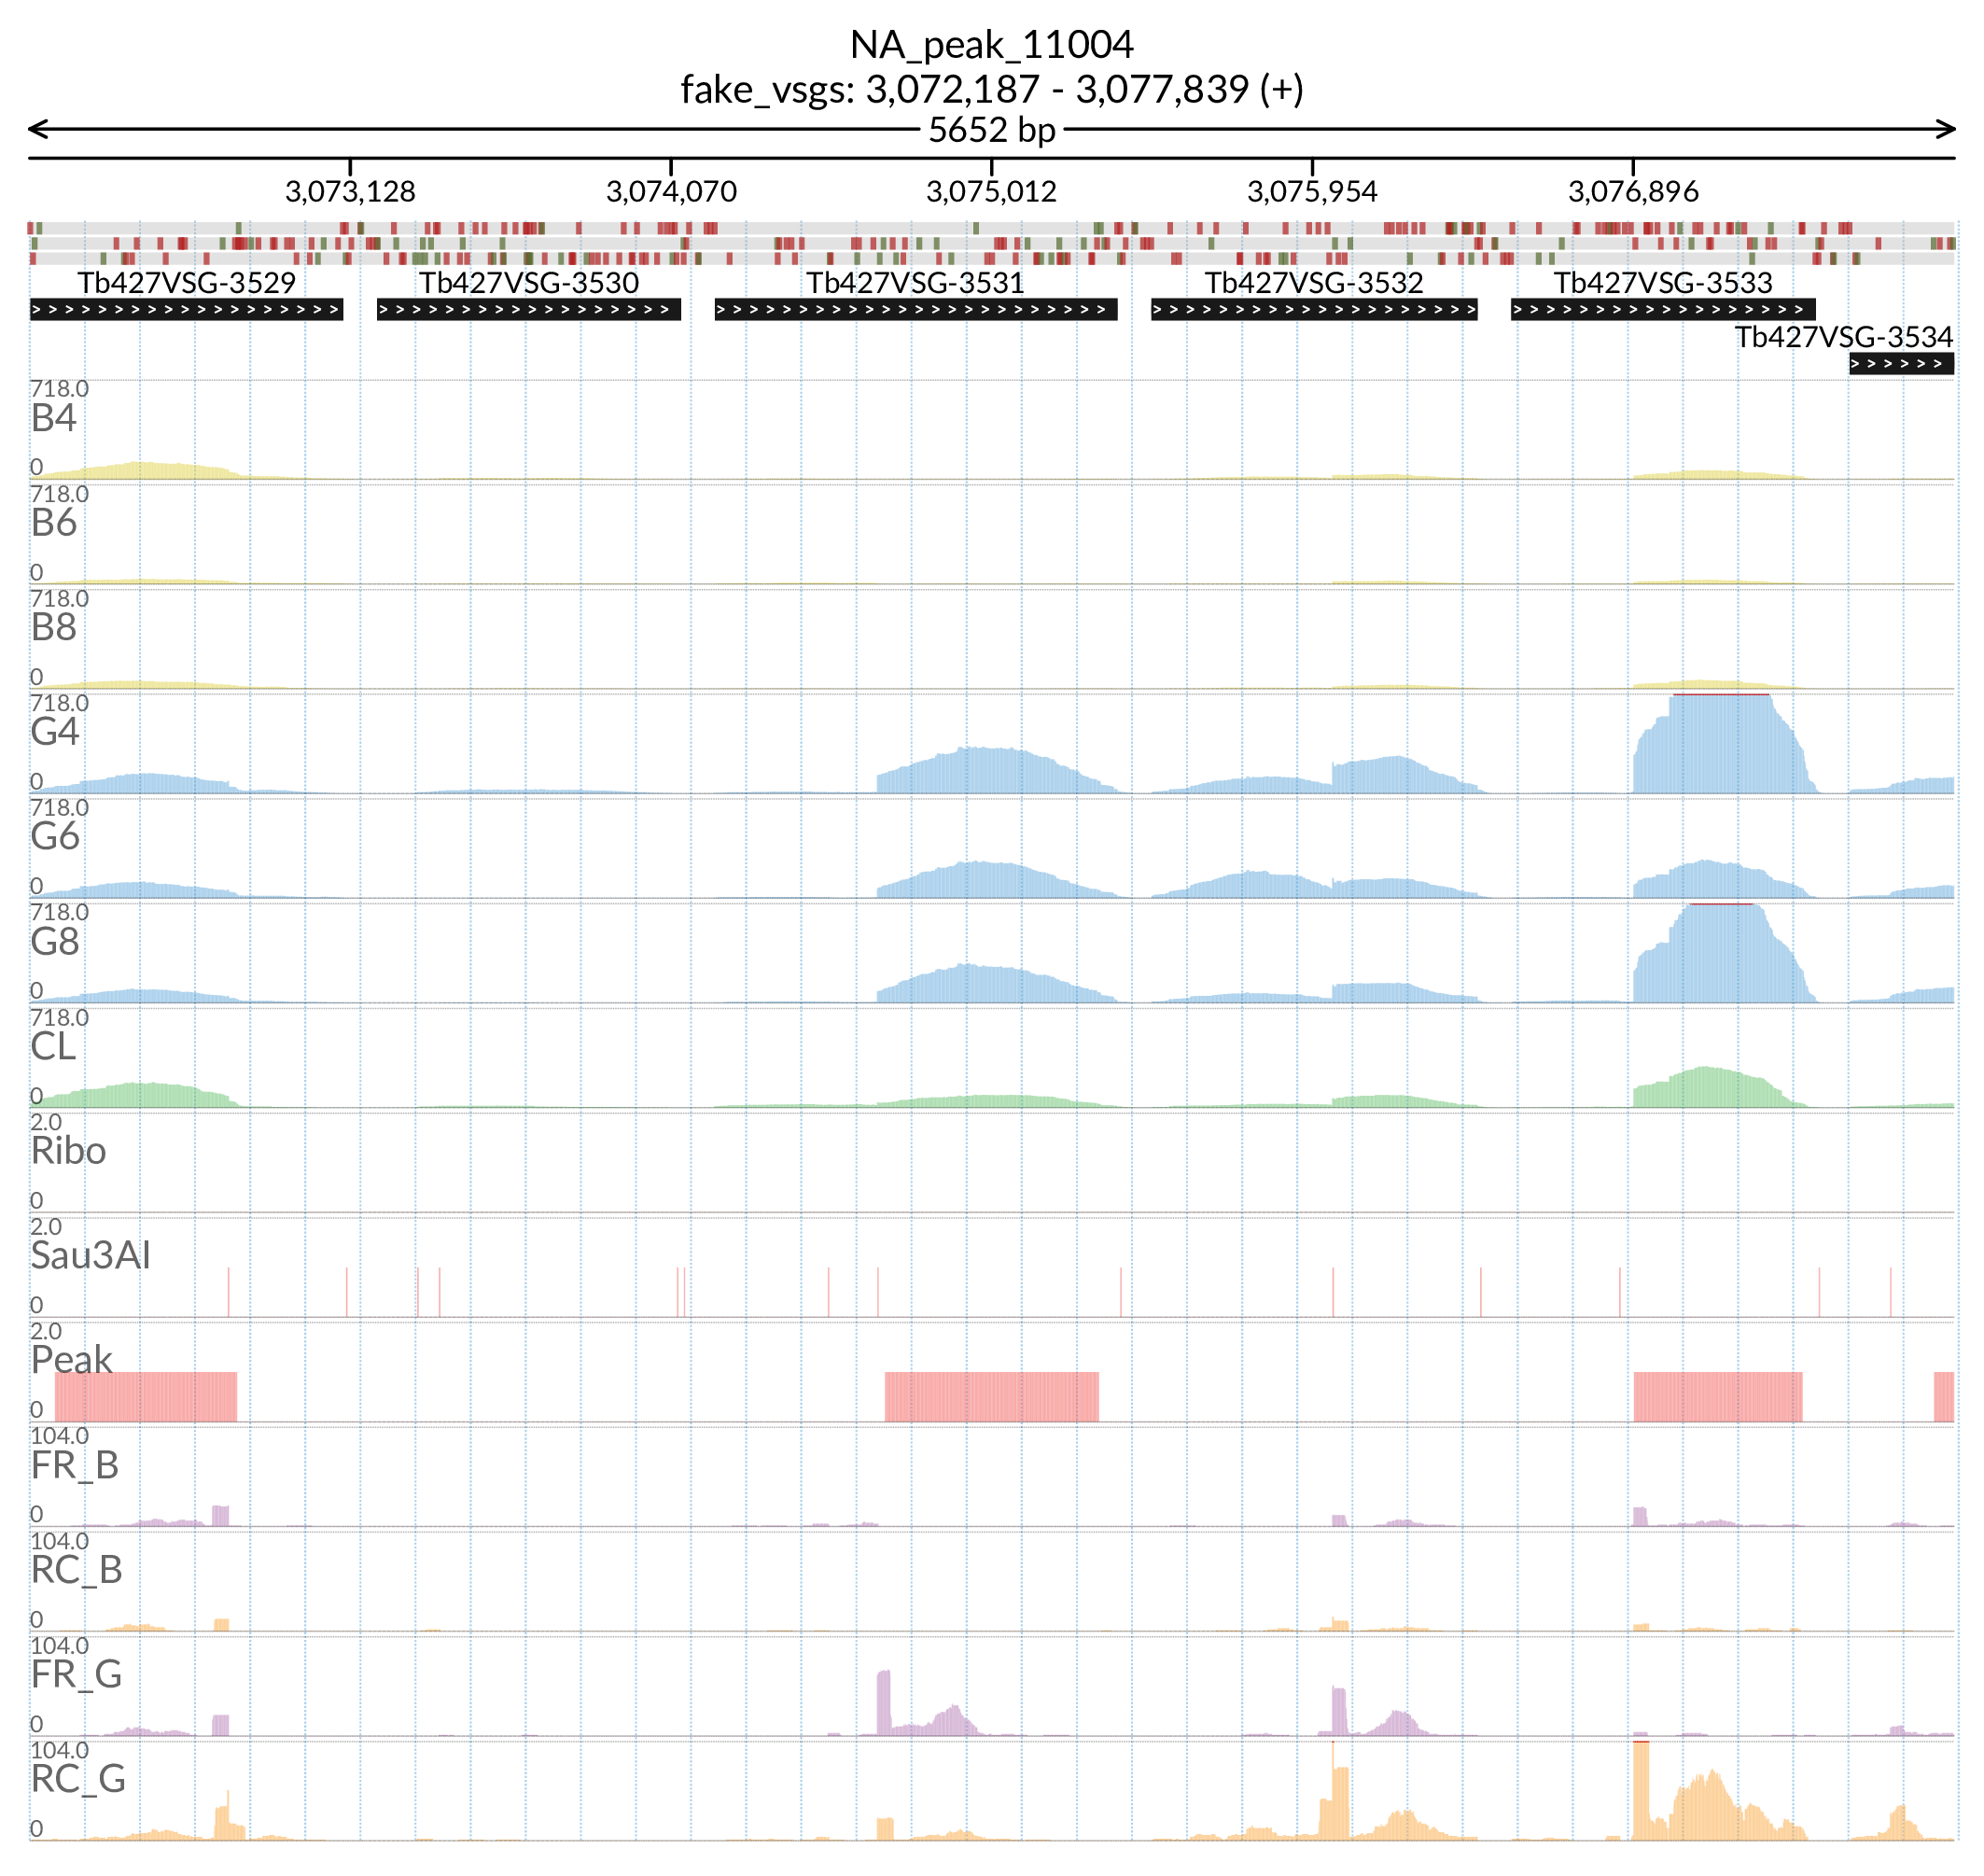 NA_peak_11004
fake_vsgs: 3,072,187 - 3,077,839 (+)
5652 bp
3,073,128 3,074,070 3,075,012 3,075,954 3,076,896
Tb427VSG-3529 Tb427VSG-3530 Tb427VSG-3531 Tb427VSG-3532 Tb427VSG-3533
Tb427VSG-3534
718.0
B4
0
718.0
B6
0
718.0
B8
0
718.0
G4
0
718.0
G6
0
718.0
G8
0
718.0
CL
0
2.0
Ribo
0
2.0
Sau3AI
0
2.0
Peak
0
104.0
FR_B
0
104.0
RC_B
0
104.0
FR_G
0
104.0
RC_G
0